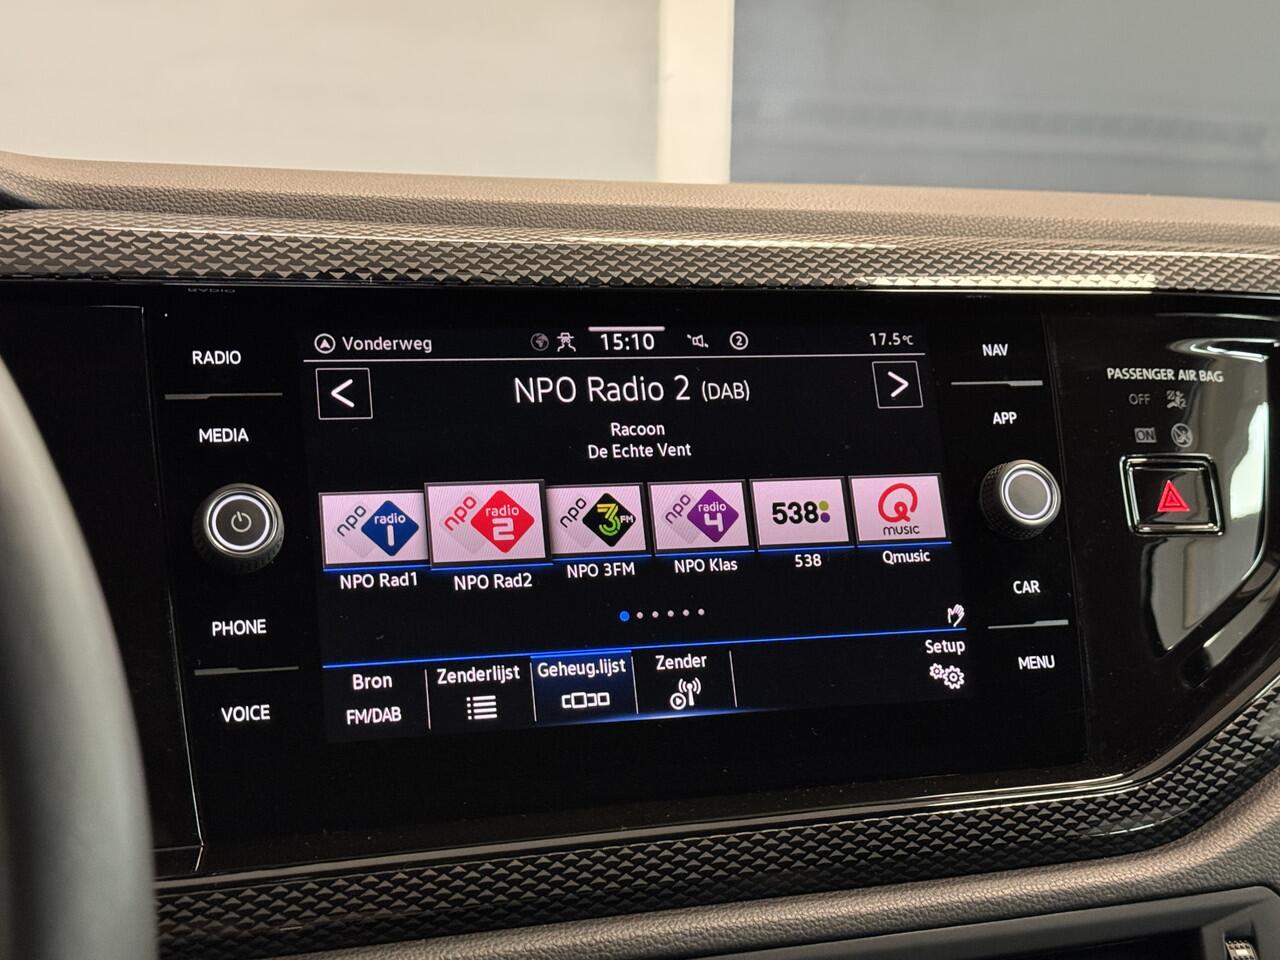 RADIO
MEDIA
PHONE
VOICE
Vonderweg
15:10
2
17.5°C
<
NPO Radio 2 (DAB)
>
Racoon
De Echte Vent
npo radio 1
npo radio 2
npo 3FM
npo radio 4
538
Q MUSIC
NPO Rad1
NPO Rad2
NPO 3FM
NPO Klas
538
Qmusic
Bron
FM/DAB
Zenderlijst
Geheug.lijst
Zender
Setup
NAV
APP
CAR
MENU
PASSENGER AIR BAG
OFF
ON